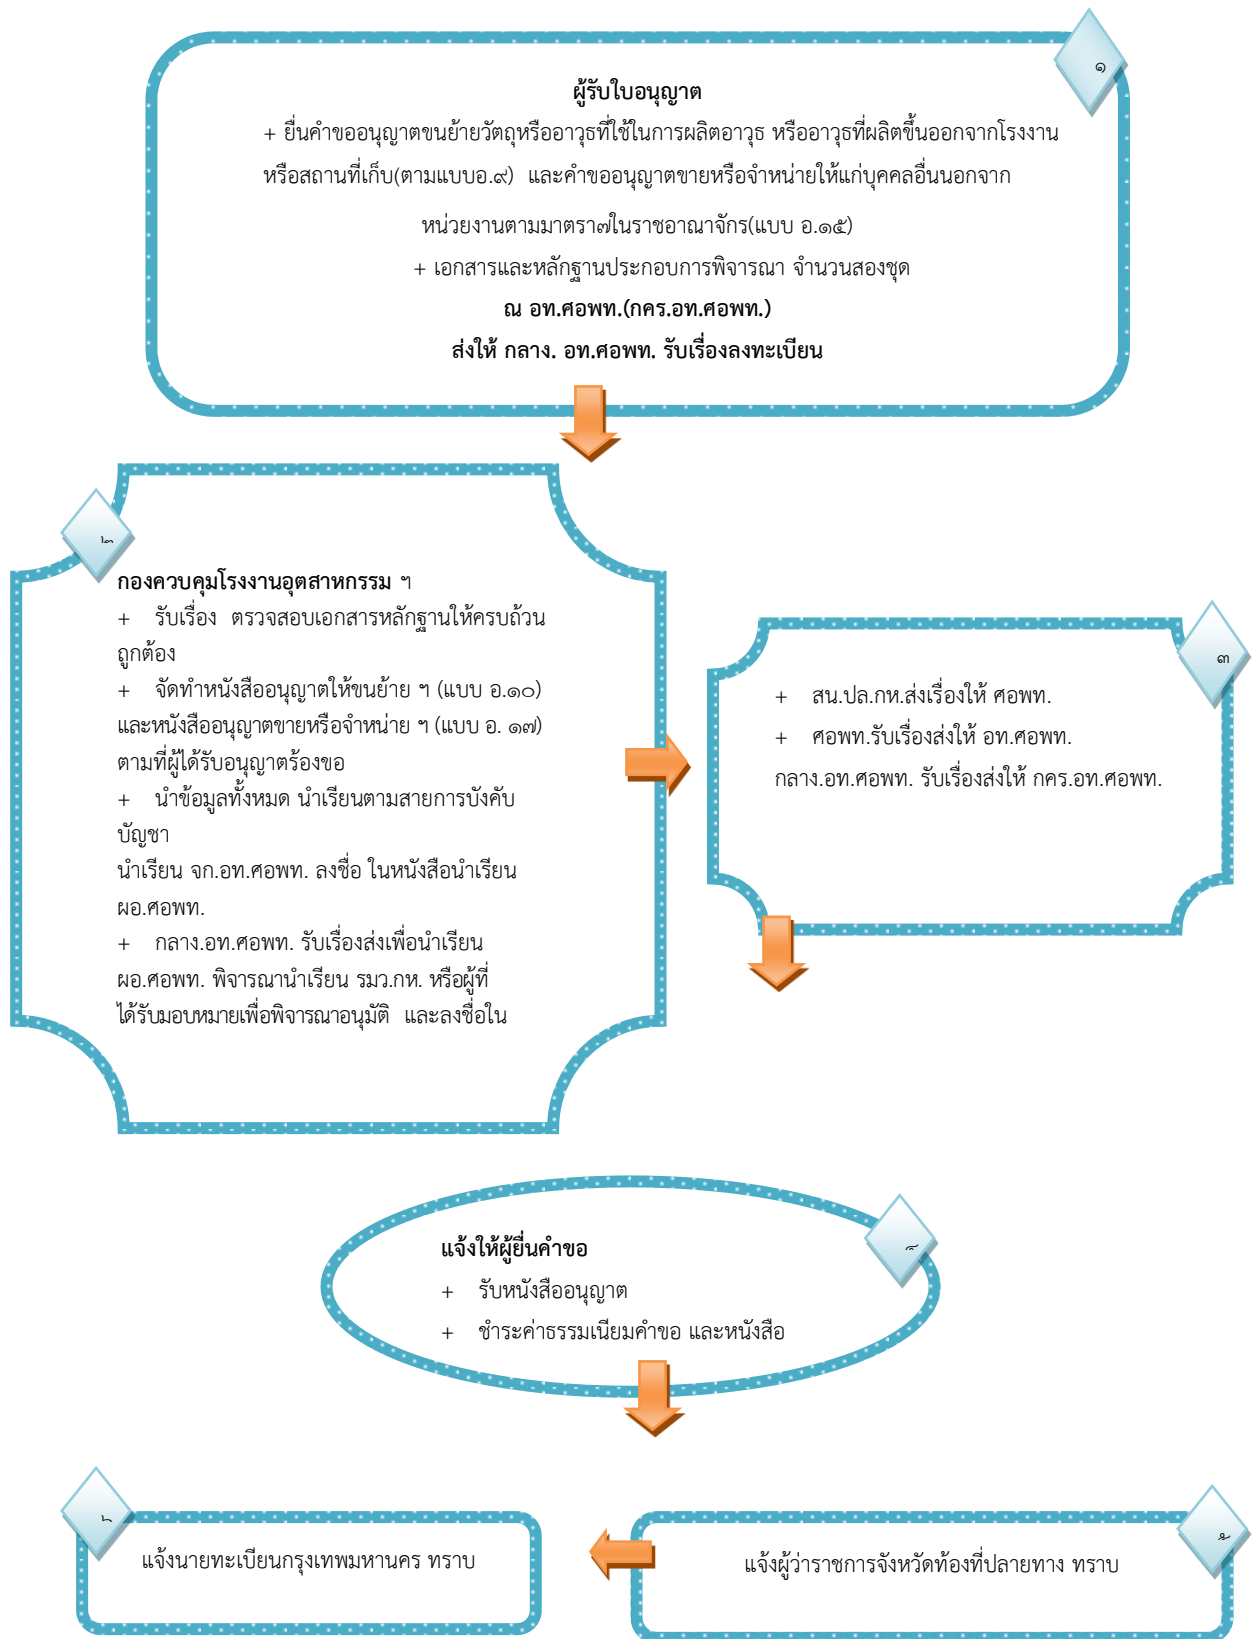 ๑
ผู้รับใบอนุญาต
+ ยื่นคำขออนุญาตขนย้ายวัตถุหรืออาวุธที่ใช้ในการผลิตอาวุธ หรืออาวุธที่ผลิตขึ้นออกจากโรงงาน
หรือสถานที่เก็บ(ตามแบบอ.๙) และคำขออนุญาตขายหรือจำหน่ายให้แก่บุคคลอื่นนอกจาก
หน่วยงานตามมาตรา๗ในราชอาณาจักร(แบบ อ.๑๕)
+ เอกสารและหลักฐานประกอบการพิจารณา จำนวนสองชุด
ณ อท.ศอพท.(กคร.อท.ศอพท.)
ส่งให้ กลาง. อท.ศอพท. รับเรื่องลงทะเบียน
๒
กองควบคุมโรงงานอุตสาหกรรม ฯ
+ รับเรื่อง ตรวจสอบเอกสารหลักฐานให้ครบถ้วน
ถูกต้อง
+ จัดทำหนังสืออนุญาตให้ขนย้าย ฯ (แบบ อ.๑๐)
และหนังสืออนุญาตขายหรือจำหน่าย ฯ (แบบ อ. ๑๗)
ตามที่ผู้ได้รับอนุญาตร้องขอ
+ นำข้อมูลทั้งหมด นำเรียนตามสายการบังคับ
บัญชา
นำเรียน จก.อท.ศอพท. ลงชื่อ ในหนังสือนำเรียน
ผอ.ศอพท.
+ กลาง.อท.ศอพท. รับเรื่องส่งเพื่อนำเรียน
ผอ.ศอพท. พิจารณานำเรียน รมว.กห. หรือผู้ที่
ได้รับมอบหมายเพื่อพิจารณาอนุมัติ และลงชื่อใน
๓
+ สน.ปล.กห.ส่งเรื่องให้ ศอพท.
+ ศอพท.รับเรื่องส่งให้ อท.ศอพท.
กลาง.อท.ศอพท. รับเรื่องส่งให้ กคร.อท.ศอพท.
๔
แจ้งให้ผู้ยื่นคำขอ
+ รับหนังสืออนุญาต
+ ชำระค่าธรรมเนียมคำขอ และหนังสือ
๕
แจ้งผู้ว่าราชการจังหวัดท้องที่ปลายทาง ทราบ
๖
แจ้งนายทะเบียนกรุงเทพมหานคร ทราบ